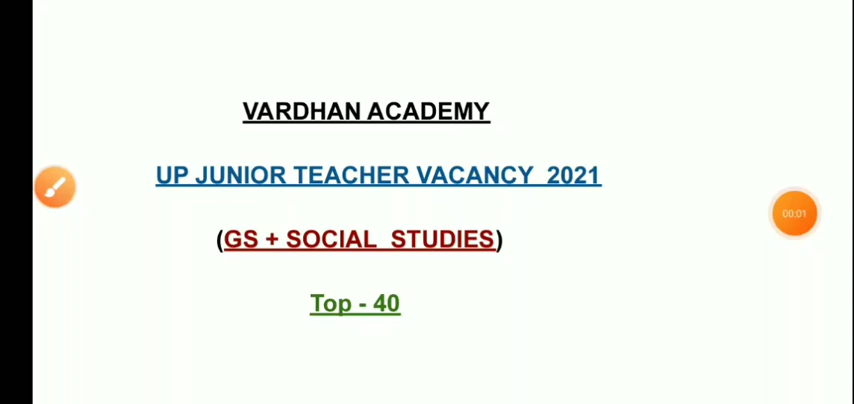 VARDHAN ACADEMY
UP JUNIOR TEACHER VACANCY 2021
00:01
(GS + SOCIAL STUDIES)
Top - 40